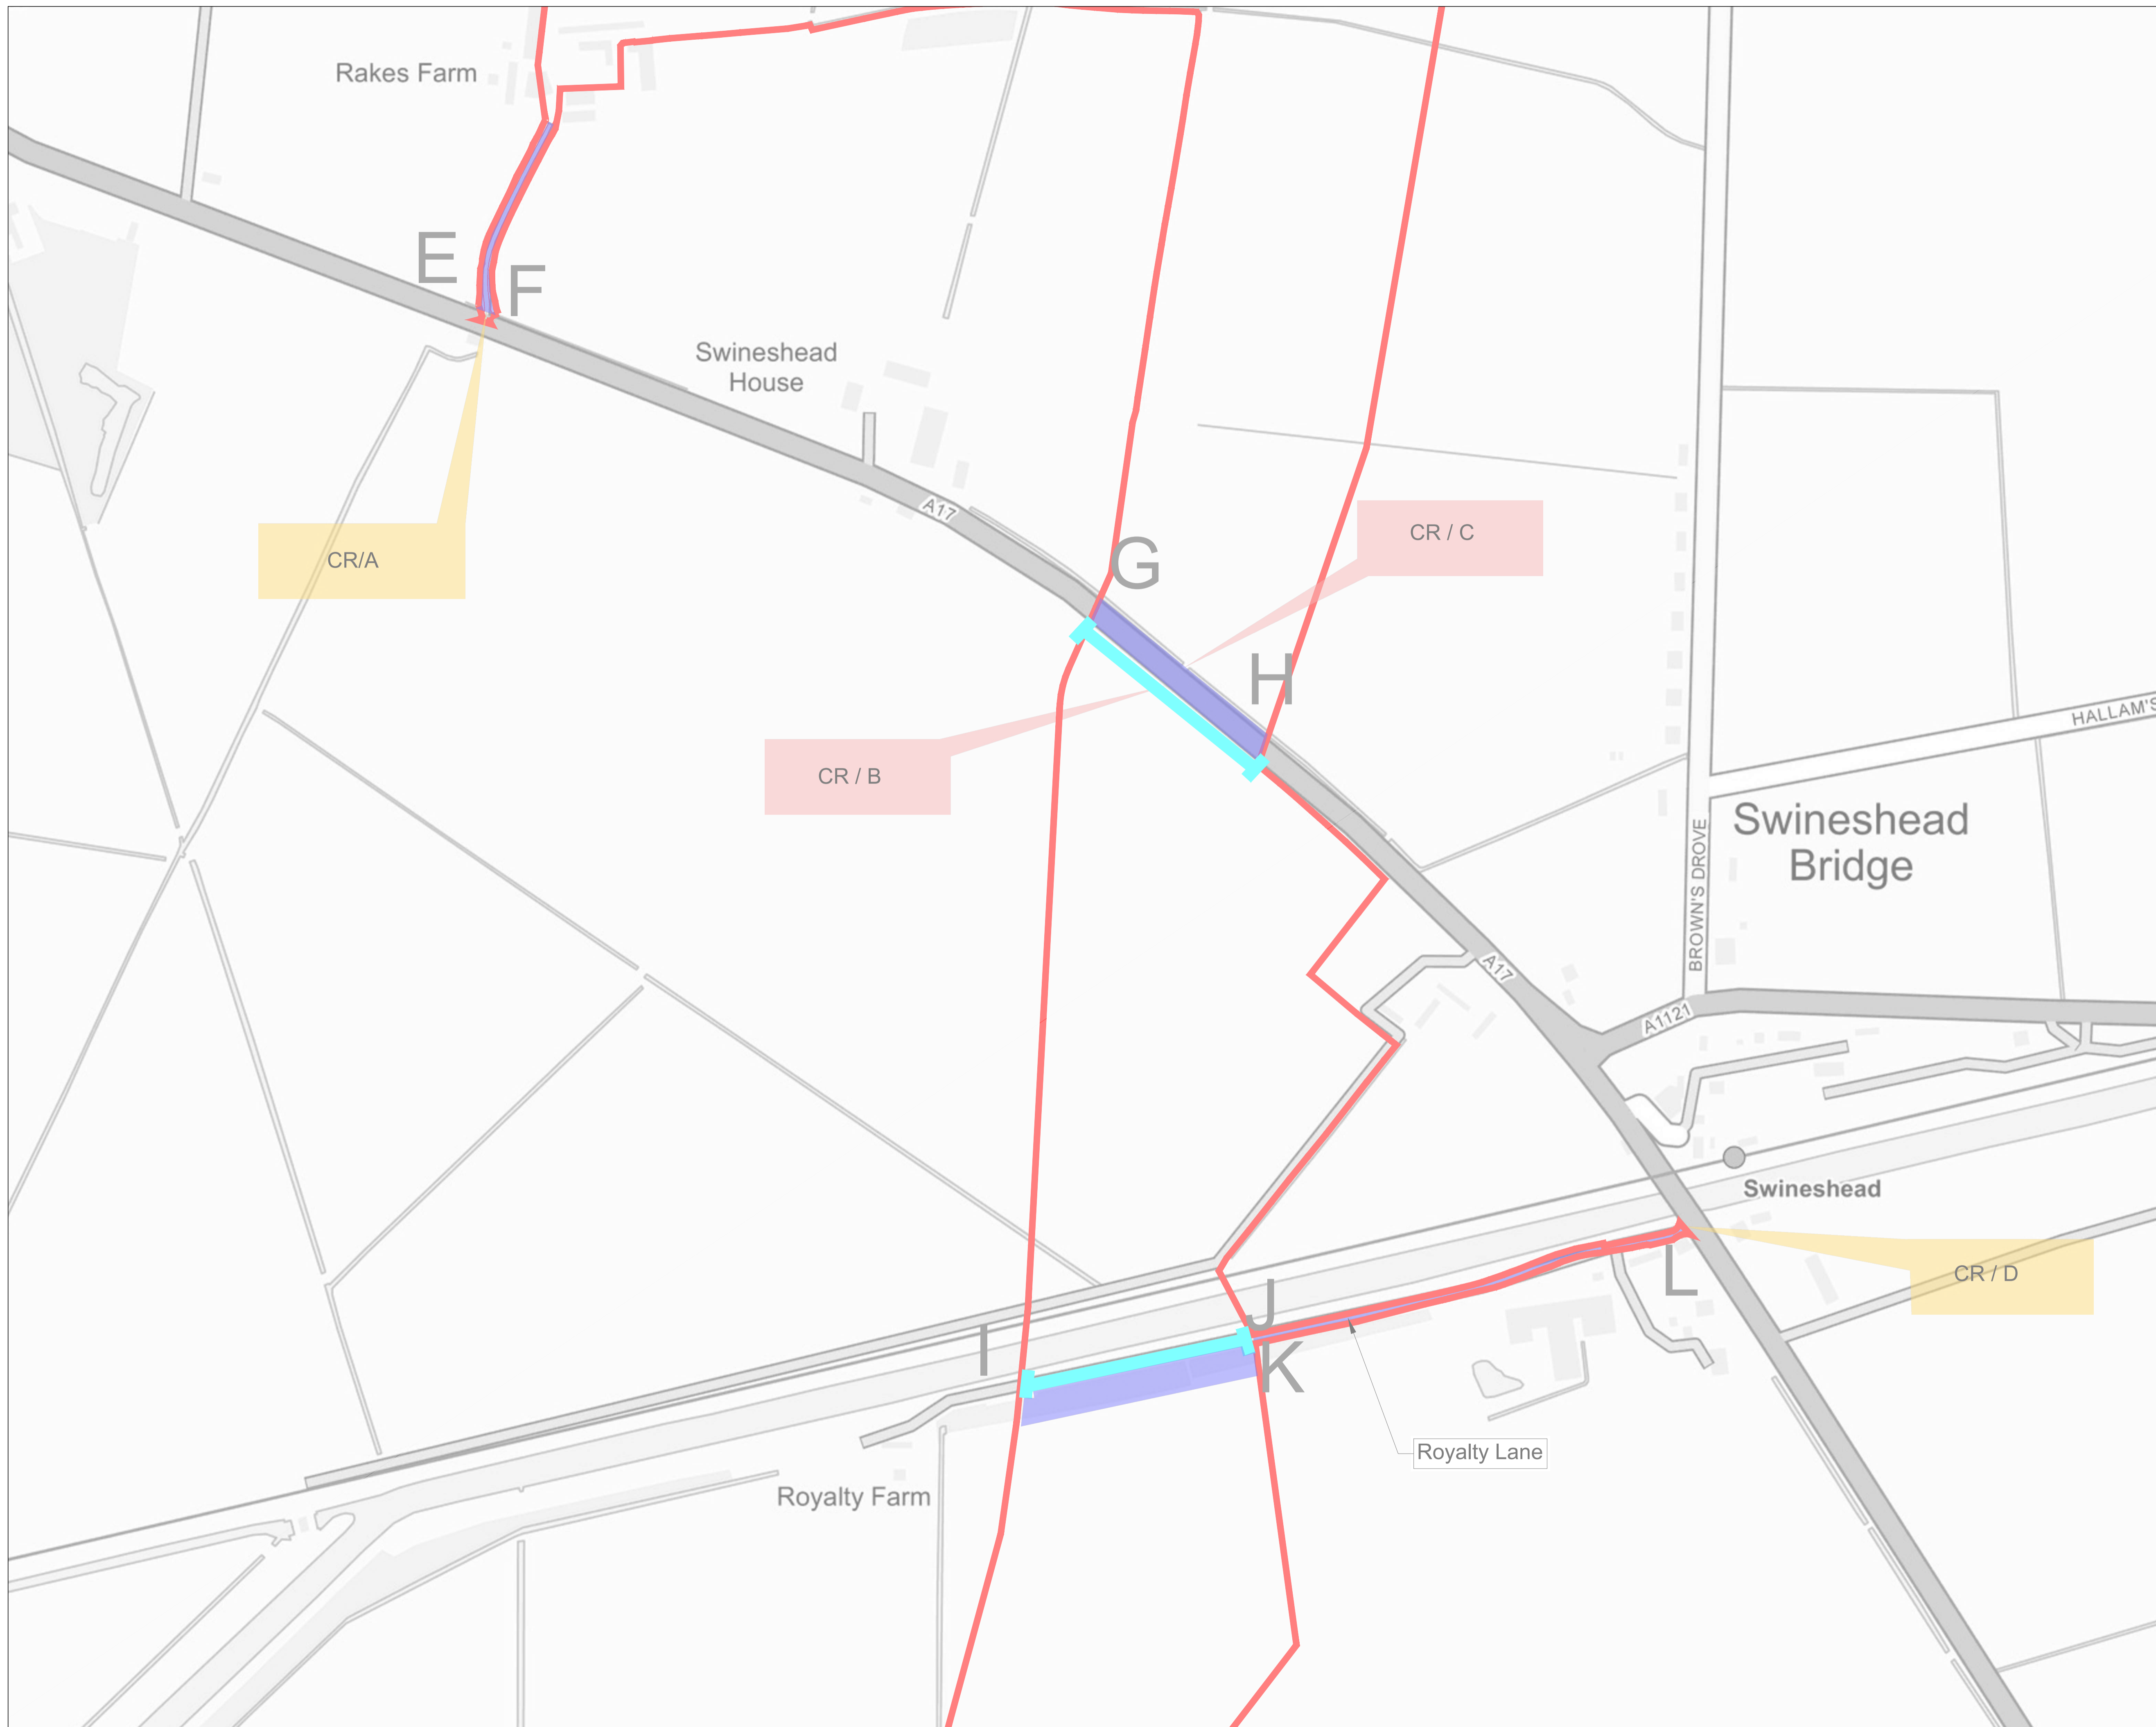 Rakes Farm
E
F
Swineshead
House
A17
CR / C
CR/A
G
H
HALLAM'S
CR / B
Swineshead
Bridge
BROWN'S DROVE
A17
A1121
Swineshead
L
CR / D
J
I
K
Royalty Lane
Royalty Farm